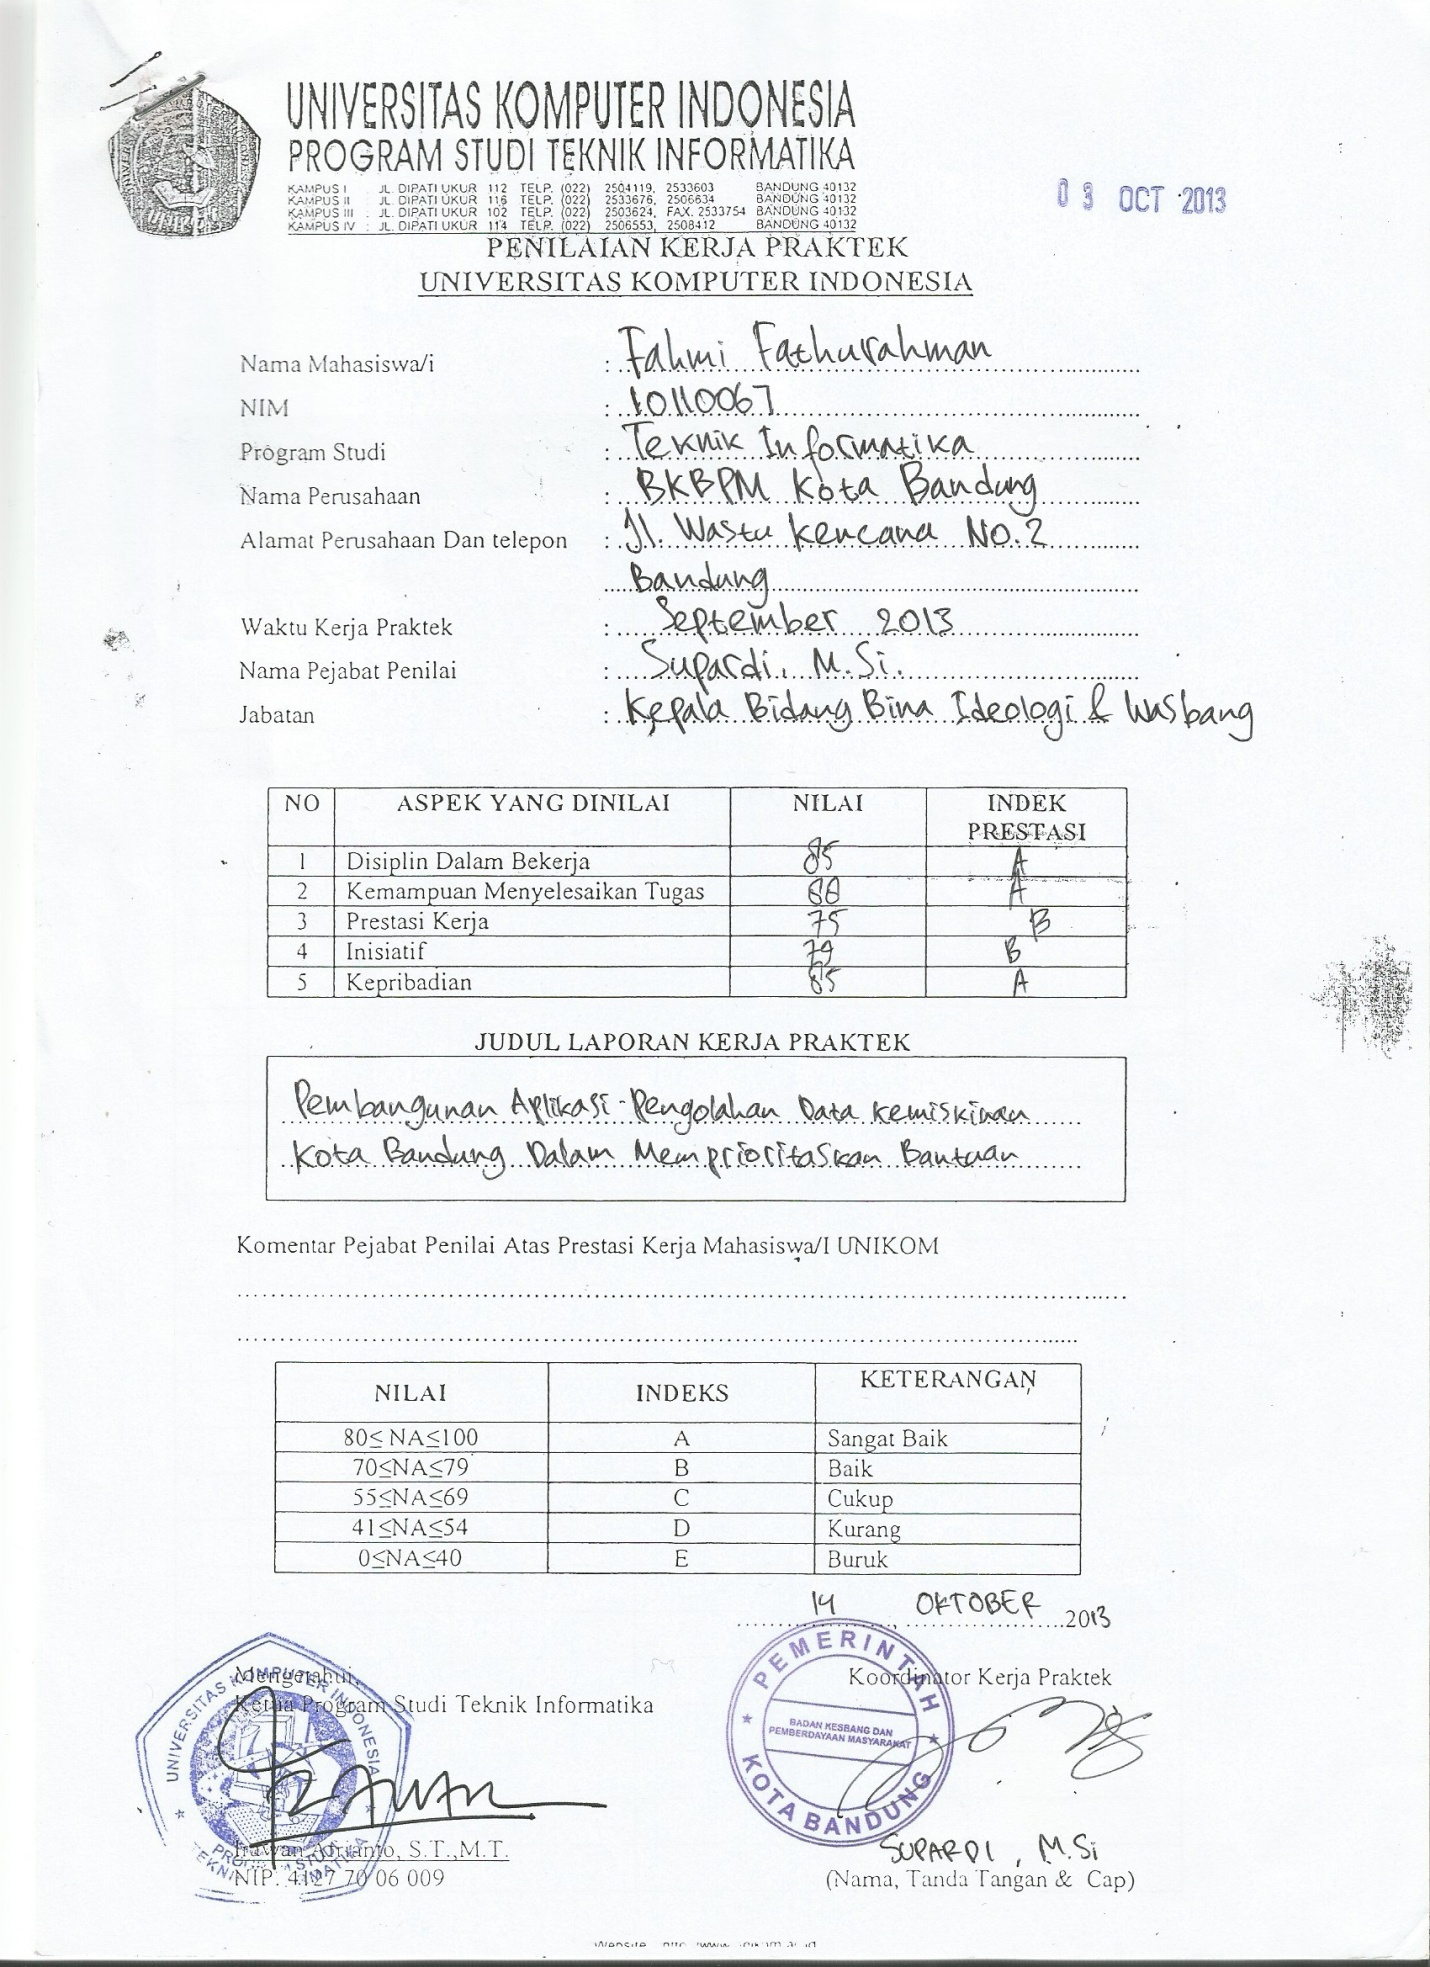 UNIVERSITAS KOMPUTER INDONESIA
PROGRAM STUDI TEKNIK INFORMATIKA
KAMPUS I : JL. DIPATI UKUR 112 TELP. (022) 2504119, 2533603 BANDUNG 40132
KAMPUS II : JL. DIPATI UKUR 116 TELP. (022) 2533676, 2506634 BANDUNG 40132
KAMPUS III : JL. DIPATI UKUR 102 TELP. (022) 2503624, FAX. 2533754 BANDUNG 40132
KAMPUS IV : JL. DIPATI UKUR 114 TELP. (022) 2506553, 2508412 BANDUNG 40132
03 OCT 2013
PENILAIAN KERJA PRAKTEK
UNIVERSITAS KOMPUTER INDONESIA
Nama Mahasiswa/i : Fahmi Fathurahman
NIM : 10110067
Program Studi : Teknik Informatika
Nama Perusahaan : BKBPM Kota Bandung
Alamat Perusahaan Dan telepon : Jl. Wastu Kencana No.2
Bandung
Waktu Kerja Praktek : September 2013
Nama Pejabat Penilai : Supardi, M.Si.
Jabatan : Kepala Bidang Bina Ideologi & Wasbang
NO ASPEK YANG DINILAI NILAI INDEK PRESTASI
1 Disiplin Dalam Bekerja 85 A
2 Kemampuan Menyelesaikan Tugas A
3 Prestasi Kerja 75 B
4 Inisiatif 79 B
5 Kepribadian 85 A
JUDUL LAPORAN KERJA PRAKTEK
Pembangunan Aplikasi Pengolahan Data Kemiskinan
Kota Bandung Dalam Memprioritaskan Bantuan
Komentar Pejabat Penilai Atas Prestasi Kerja Mahasiswa/I UNIKOM
NILAI INDEKS KETERANGAN
80≤ NA≤100 A Sangat Baik
70≤NA≤79 B Baik
55≤NA≤69 C Cukup
41≤NA≤54 D Kurang
0≤NA≤40 E Buruk
14, OKTOBER 2013
Mengetahui,
Ketua Program Studi Teknik Informatika
Koordinator Kerja Praktek
UNIVERSITAS KOMPUTER INDONESIA
PEMERINTAH
BADAN KESBANG DAN
PEMBERDAYAAN MASYARAKAT
KOTA BANDUNG
Irawan Afrianto, S.T.,M.T.
NIP. 4127 70 06 009
SUPARDI, M.Si
(Nama, Tanda Tangan & Cap)